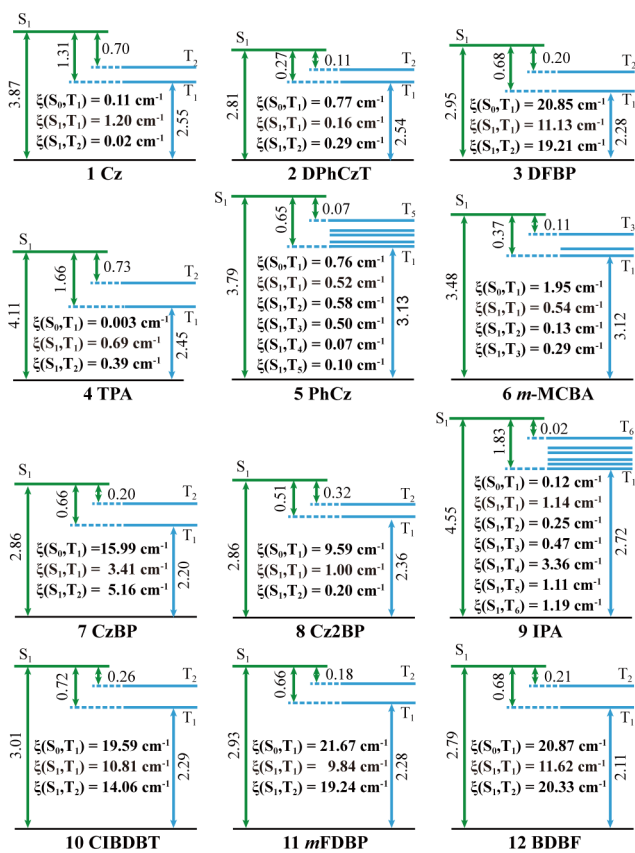 S1
3.87
1.31
0.70
T2
T1
2.55
ξ(S0,T1) = 0.11 cm-1
ξ(S1,T1) = 1.20 cm-1
ξ(S1,T2) = 0.02 cm-1
1 Cz
S1
2.81
0.27
0.11
T2
T1
2.54
ξ(S0,T1) = 0.77 cm-1
ξ(S1,T1) = 0.16 cm-1
ξ(S1,T2) = 0.29 cm-1
2 DPhCzT
S1
2.95
0.68
0.20
T2
T1
2.28
ξ(S0,T1) = 20.85 cm-1
ξ(S1,T1) = 11.13 cm-1
ξ(S1,T2) = 19.21 cm-1
3 DFBP
S1
4.11
1.66
0.73
T2
T1
2.45
ξ(S0,T1) = 0.003 cm-1
ξ(S1,T1) = 0.69 cm-1
ξ(S1,T2) = 0.39 cm-1
4 TPA
S1
3.79
0.65
0.07
T5
T1
3.13
ξ(S0,T1) = 0.76 cm-1
ξ(S1,T1) = 0.52 cm-1
ξ(S1,T2) = 0.58 cm-1
ξ(S1,T3) = 0.50 cm-1
ξ(S1,T4) = 0.07 cm-1
ξ(S1,T5) = 0.10 cm-1
5 PhCz
S1
3.48
0.37
0.11
T3
T1
3.12
ξ(S0,T1) = 1.95 cm-1
ξ(S1,T1) = 0.54 cm-1
ξ(S1,T2) = 0.13 cm-1
ξ(S1,T3) = 0.29 cm-1
6 m-MCBA
S1
2.86
0.66
0.20
T2
T1
2.20
ξ(S0,T1) =15.99 cm-1
ξ(S1,T1) = 3.41 cm-1
ξ(S1,T2) = 5.16 cm-1
7 CzBP
S1
2.86
0.51
0.32
T2
T1
2.36
ξ(S0,T1) = 9.59 cm-1
ξ(S1,T1) = 1.00 cm-1
ξ(S1,T2) = 0.20 cm-1
8 Cz2BP
S1
4.55
1.83
0.02
T6
T1
2.72
ξ(S0,T1) = 0.12 cm-1
ξ(S1,T1) = 1.14 cm-1
ξ(S1,T2) = 0.25 cm-1
ξ(S1,T3) = 0.47 cm-1
ξ(S1,T4) = 3.36 cm-1
ξ(S1,T5) = 1.11 cm-1
ξ(S1,T6) = 1.19 cm-1
9 IPA
S1
3.01
0.72
0.26
T2
T1
2.29
ξ(S0,T1) = 19.59 cm-1
ξ(S1,T1) = 10.81 cm-1
ξ(S1,T2) = 14.06 cm-1
10 CIBDBT
S1
2.93
0.66
0.18
T2
T1
2.28
ξ(S0,T1) = 21.67 cm-1
ξ(S1,T1) = 9.84 cm-1
ξ(S1,T2) = 19.24 cm-1
11 mFDBP
S1
2.79
0.68
0.21
T2
T1
2.11
ξ(S0,T1) = 20.87 cm-1
ξ(S1,T1) = 11.62 cm-1
ξ(S1,T2) = 20.33 cm-1
12 BDBF